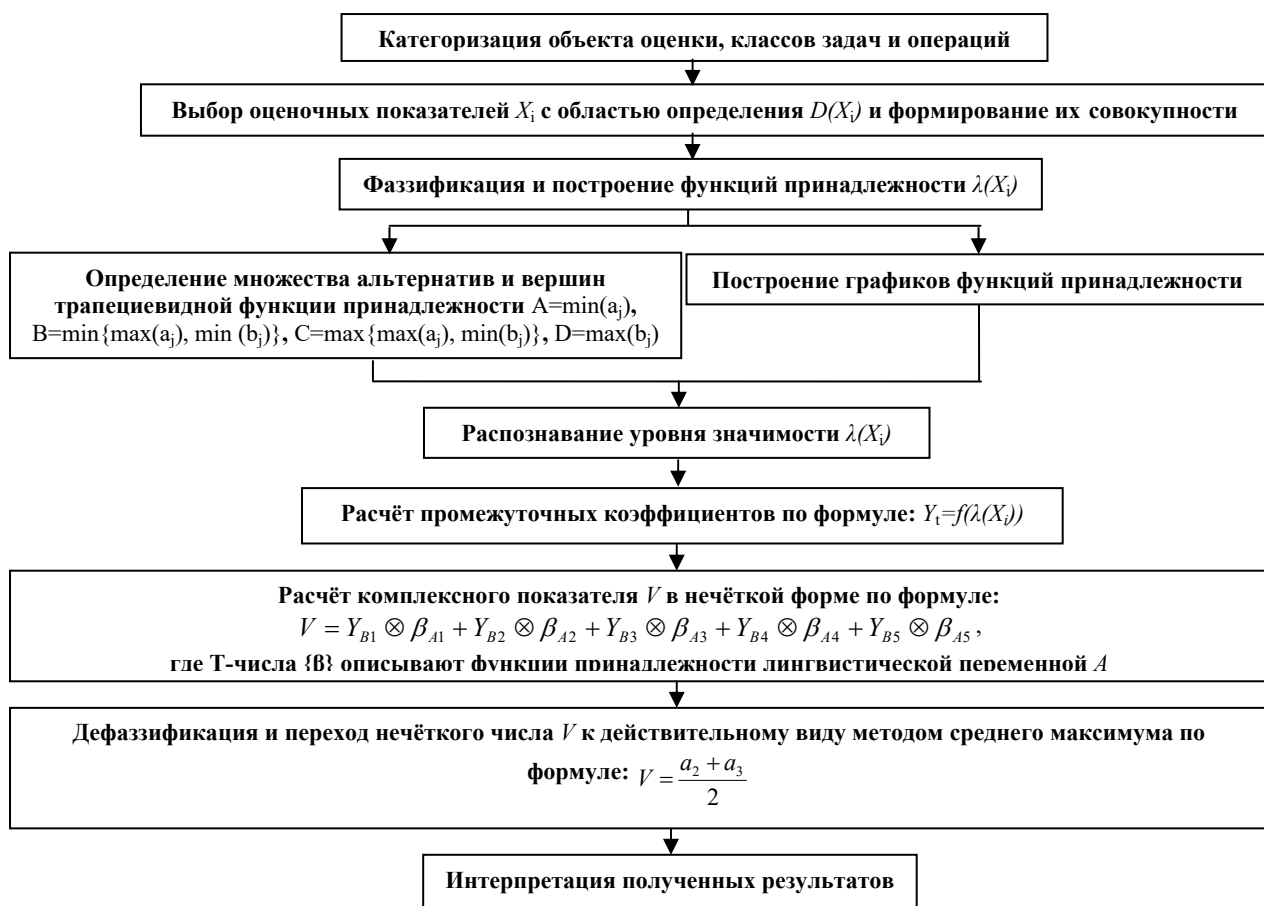 Категоризация объекта оценки, классов задач и операций
Выбор оценочных показателей Xi с областью определения D(Xi) и формирование их совокупности
Фаззификация и построение функций принадлежности λ(Xi)
Определение множества альтернатив и вершин
трапециевидной функции принадлежности A=min(aj),
B=min{max(aj), min (bj)}, C=max{max(aj), min(bj)}, D=max(bj)
Построение графиков функций принадлежности
Распознавание уровня значимости λ(Xi)
Расчёт промежуточных коэффициентов по формуле: Yt=f(λ(Xi))
Расчёт комплексного показателя V в нечёткой форме по формуле:
V = YB1 ⊗ βA1 + YB2 ⊗ βA2 + YB3 ⊗ βA3 + YB4 ⊗ βA4 + YB5 ⊗ βA5 ,
где Т-числа {β} описывают функции принадлежности лингвистической переменной A
Дефаззификация и переход нечёткого числа V к действительному виду методом среднего максимума по
формуле: V = (a2 + a3) / 2
Интерпретация полученных результатов